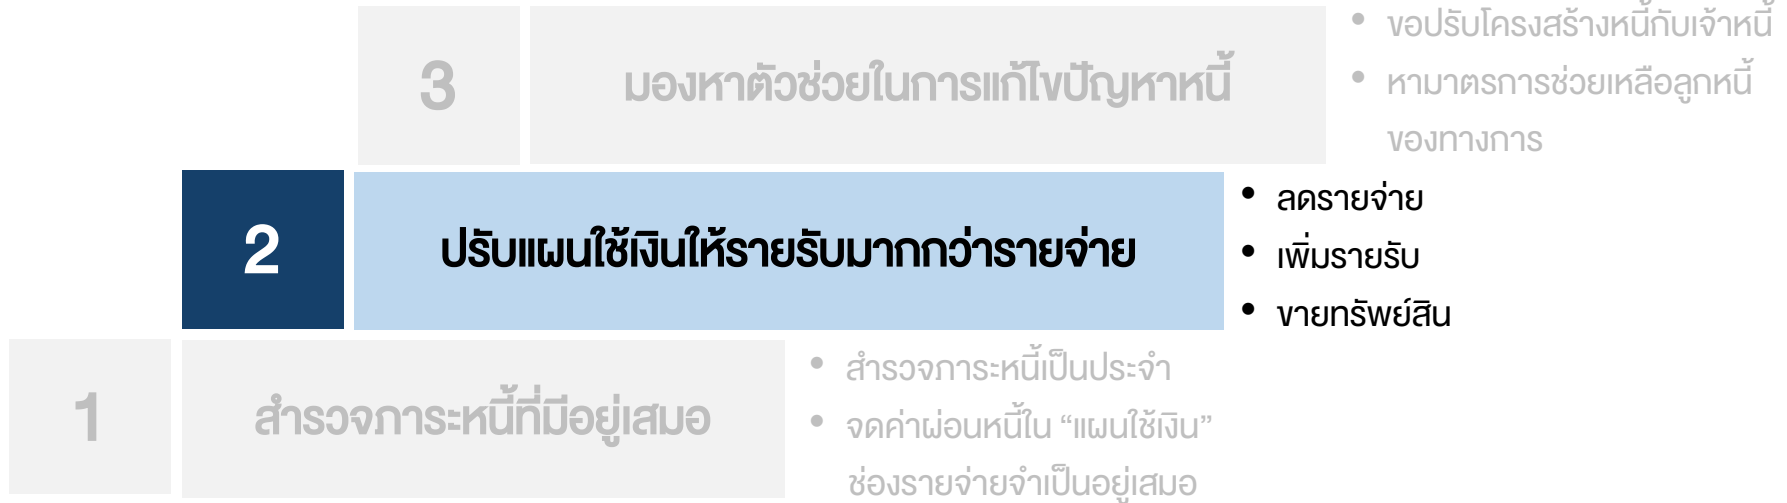 3
มองหาตัวช่วยในการแก้ไขปัญหาหนี้
• ขอปรับโครงสร้างหนี้กับเจ้าหนี้
• หามาตรการช่วยเหลือลูกหนี้
ของทางการ
2
ปรับแผนใช้เงินให้รายรับมากกว่ารายจ่าย
• ลดรายจ่าย
• เพิ่มรายรับ
• ขายทรัพย์สิน
1
สำรวจภาระหนี้ที่มีอยู่เสมอ
• สำรวจภาระหนี้เป็นประจำ
• จดค่าผ่อนหนี้ใน “แผนใช้เงิน”
ช่องรายจ่ายจำเป็นอยู่เสมอ